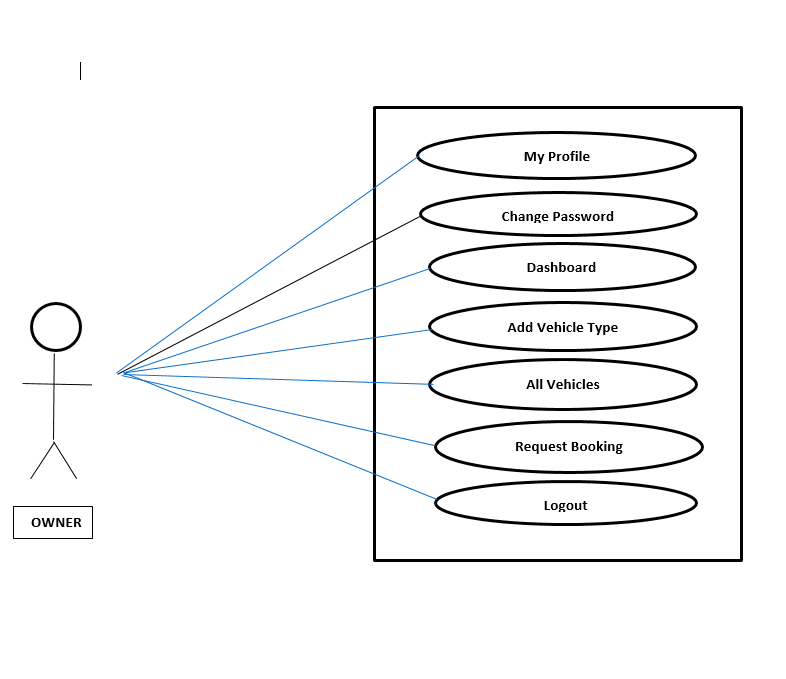 My Profile
Change Password
Dashboard
Add Vehicle Type
All Vehicles
Request Booking
Logout
OWNER